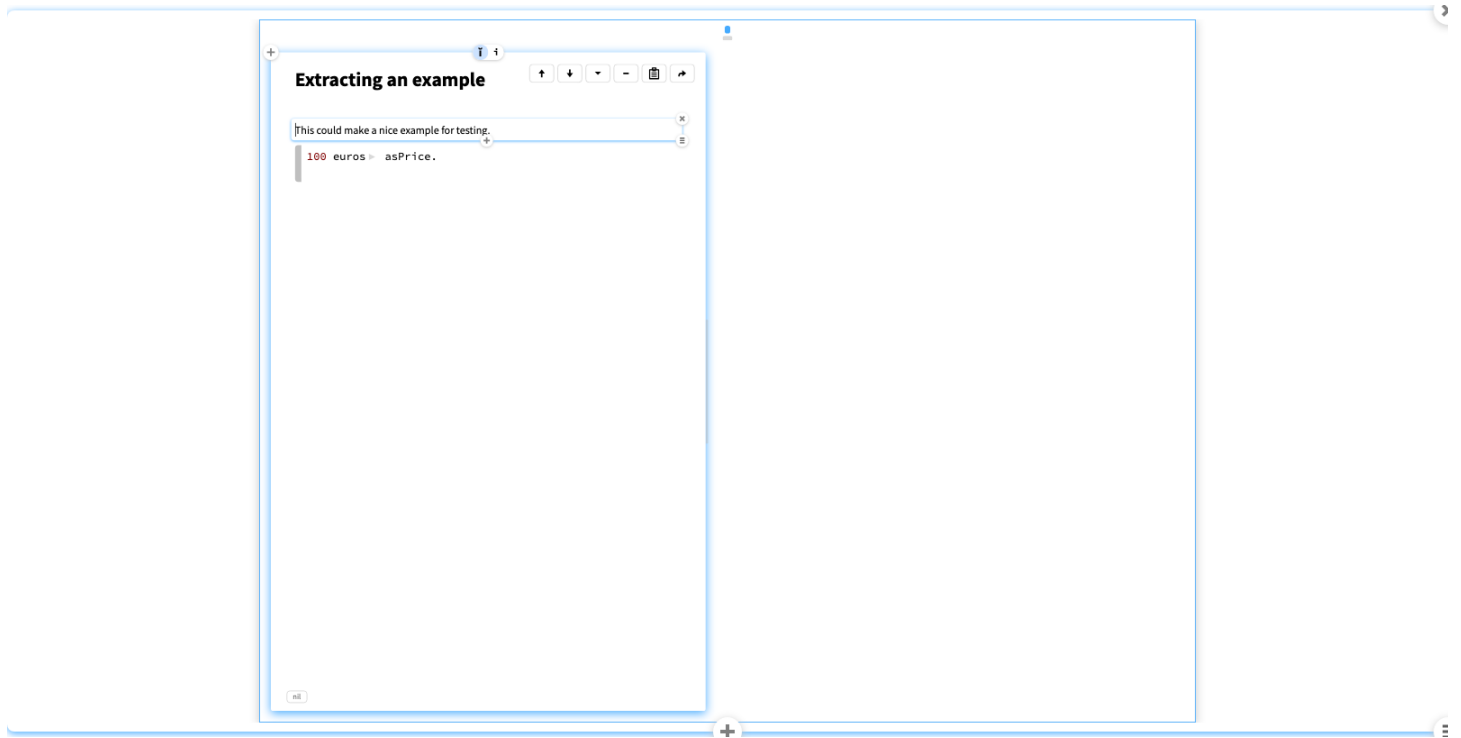 Extracting an example
This could make a nice example for testing.
100 euros asPrice.
nil